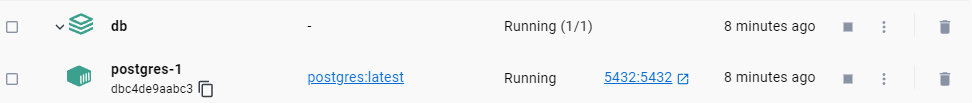 db - Running (1/1) 8 minutes ago
postgres-1 postgres:latest Running 5432:5432 8 minutes ago
dbc4de9aabc3